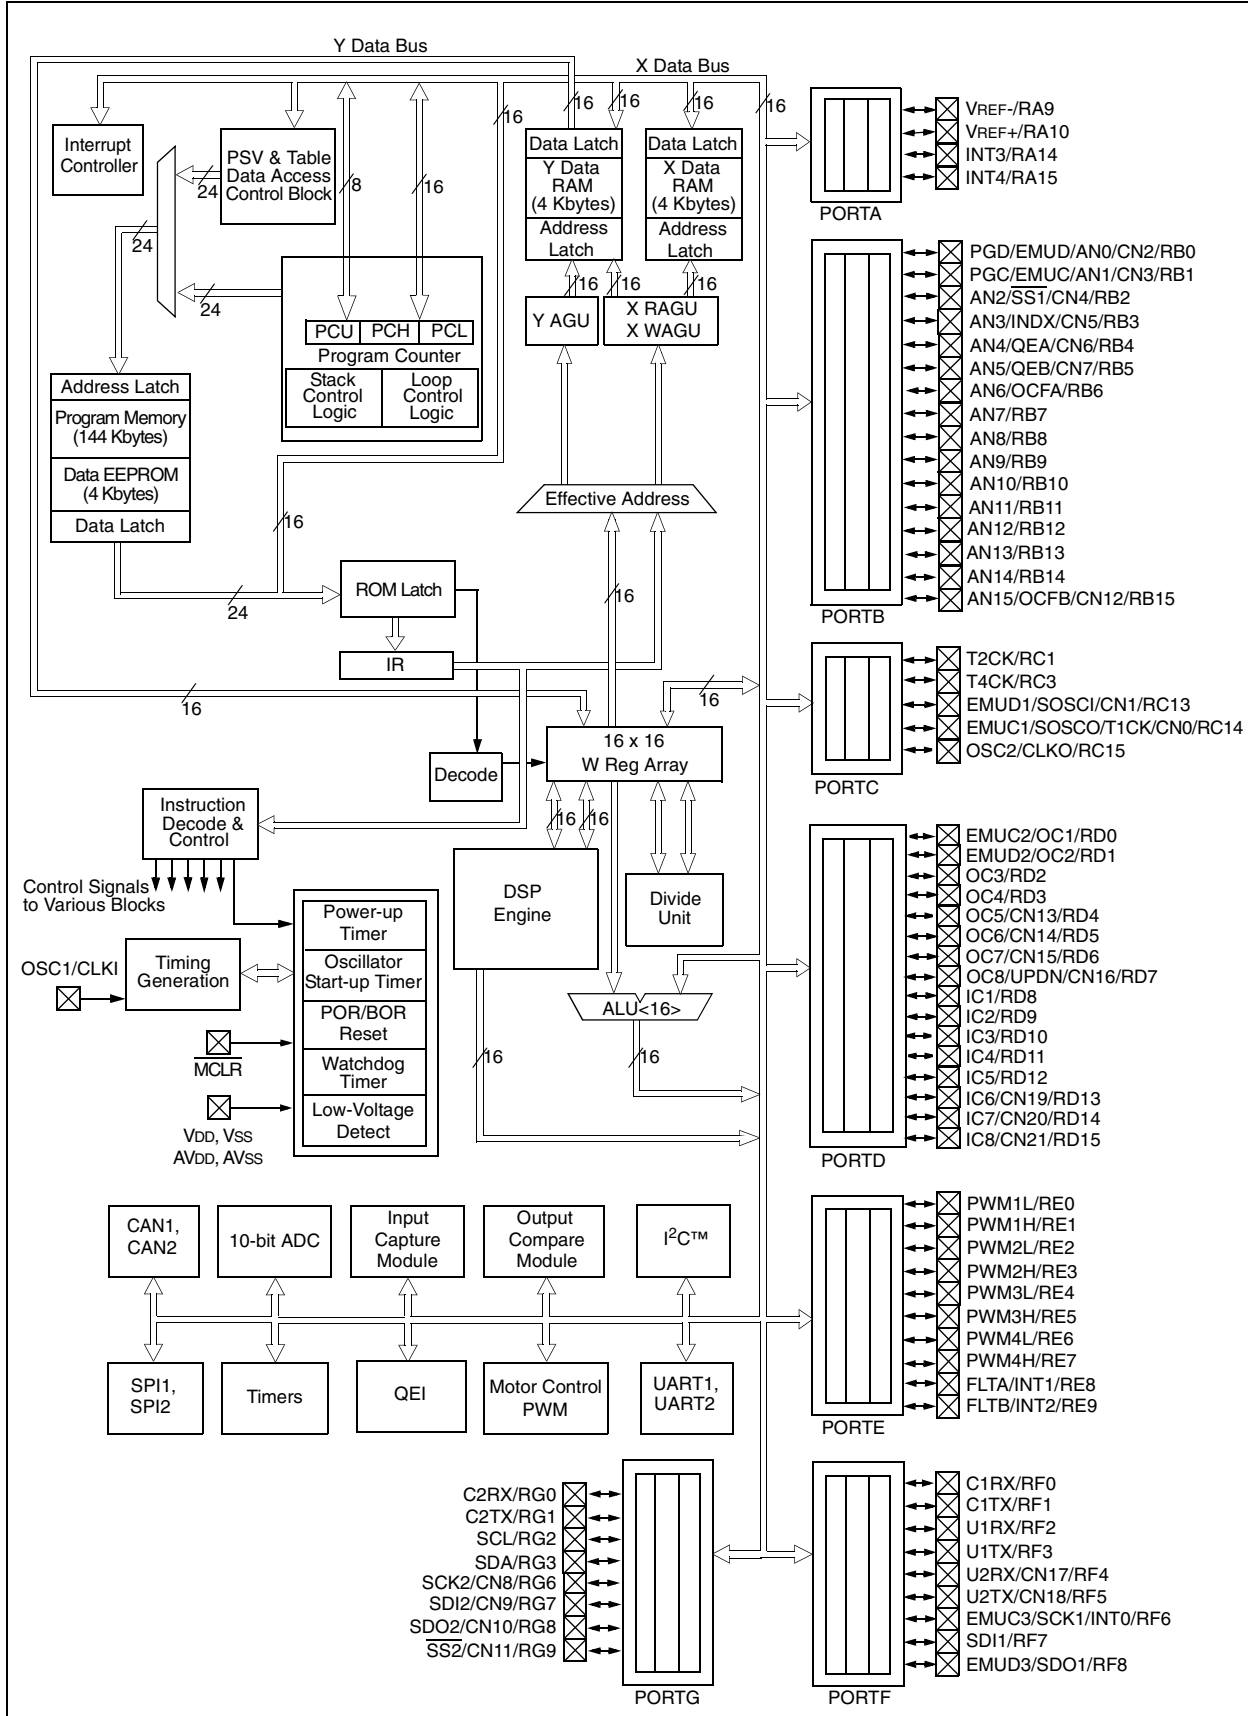 Y Data Bus
X Data Bus
16
16
16
16
16
Interrupt
Controller
PSV & Table
Data Access
Control Block
24
24
24
8
16
Data Latch
Y Data
RAM
(4 Kbytes)
Address
Latch
Data Latch
X Data
RAM
(4 Kbytes)
Address
Latch
16
16
16
Y AGU
X RAGU
X WAGU
PCU
PCH
PCL
Program Counter
Stack
Control
Logic
Loop
Control
Logic
Address Latch
Program Memory
(144 Kbytes)
Data EEPROM
(4 Kbytes)
Data Latch
16
24
Effective Address
16
ROM Latch
IR
16
16
16 x 16
W Reg Array
Decode
Instruction
Decode &
Control
Control Signals
to Various Blocks
16
16
DSP
Engine
Divide
Unit
Power-up
Timer
Oscillator
Start-up Timer
POR/BOR
Reset
Watchdog
Timer
Low-Voltage
Detect
OSC1/CLKI
Timing
Generation
MCLR
VDD, VSS
AVDD, AVSS
ALU<16>
16
16
CAN1,
CAN2
10-bit ADC
Input
Capture
Module
Output
Compare
Module
I2C™
SPI1,
SPI2
Timers
QEI
Motor Control
PWM
UART1,
UART2
VREF-/RA9
VREF+/RA10
INT3/RA14
INT4/RA15
PORTA
PGD/EMUD/AN0/CN2/RB0
PGC/EMUC/AN1/CN3/RB1
AN2/SS1/CN4/RB2
AN3/INDX/CN5/RB3
AN4/QEA/CN6/RB4
AN5/QEB/CN7/RB5
AN6/OCFA/RB6
AN7/RB7
AN8/RB8
AN9/RB9
AN10/RB10
AN11/RB11
AN12/RB12
AN13/RB13
AN14/RB14
AN15/OCFB/CN12/RB15
PORTB
T2CK/RC1
T4CK/RC3
EMUD1/SOSCI/CN1/RC13
EMUC1/SOSCO/T1CK/CN0/RC14
OSC2/CLKO/RC15
PORTC
EMUC2/OC1/RD0
EMUD2/OC2/RD1
OC3/RD2
OC4/RD3
OC5/CN13/RD4
OC6/CN14/RD5
OC7/CN15/RD6
OC8/UPDN/CN16/RD7
IC1/RD8
IC2/RD9
IC3/RD10
IC4/RD11
IC5/RD12
IC6/CN19/RD13
IC7/CN20/RD14
IC8/CN21/RD15
PORTD
PWM1L/RE0
PWM1H/RE1
PWM2L/RE2
PWM2H/RE3
PWM3L/RE4
PWM3H/RE5
PWM4L/RE6
PWM4H/RE7
FLTA/INT1/RE8
FLTB/INT2/RE9
PORTE
C2RX/RG0
C2TX/RG1
SCL/RG2
SDA/RG3
SCK2/CN8/RG6
SDI2/CN9/RG7
SDO2/CN10/RG8
SS2/CN11/RG9
PORTG
C1RX/RF0
C1TX/RF1
U1RX/RF2
U1TX/RF3
U2RX/CN17/RF4
U2TX/CN18/RF5
EMUC3/SCK1/INT0/RF6
SDI1/RF7
EMUD3/SDO1/RF8
PORTF